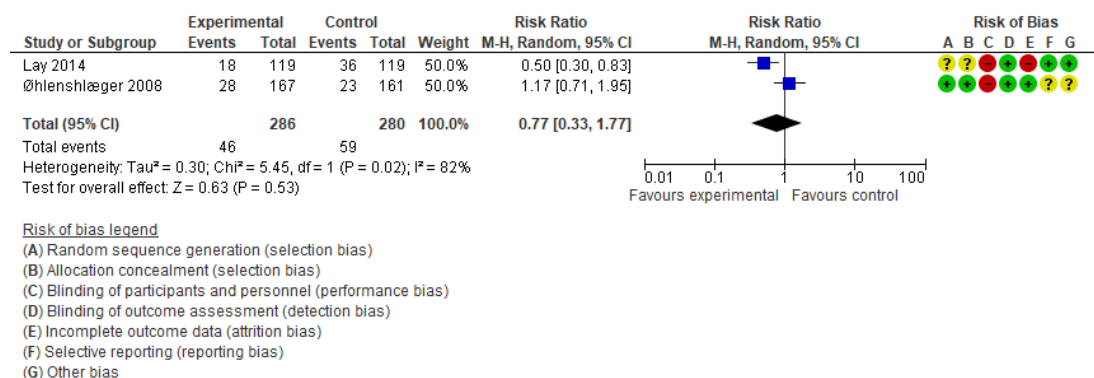 Experimental Control Risk Ratio Risk Ratio Risk of Bias
Study or Subgroup Events Total Events Total Weight M-H, Random, 95% CI M-H, Random, 95% CI A B C D E F G
Lay 2014 18 119 36 119 50.0% 0.50 [0.30, 0.83] ? ? - + - + +
Øhlenshlæger 2008 28 167 23 161 50.0% 1.17 [0.71, 1.95] + + - + + ? ?
Total (95% CI) 286 280 100.0% 0.77 [0.33, 1.77]
Total events 46 59
Heterogeneity: Tau² = 0.30; Chi² = 5.45, df = 1 (P = 0.02); I² = 82%
Test for overall effect: Z = 0.63 (P = 0.53)
0.01 0.1 1 10 100
Favours experimental Favours control
Risk of bias legend
(A) Random sequence generation (selection bias)
(B) Allocation concealment (selection bias)
(C) Blinding of participants and personnel (performance bias)
(D) Blinding of outcome assessment (detection bias)
(E) Incomplete outcome data (attrition bias)
(F) Selective reporting (reporting bias)
(G) Other bias